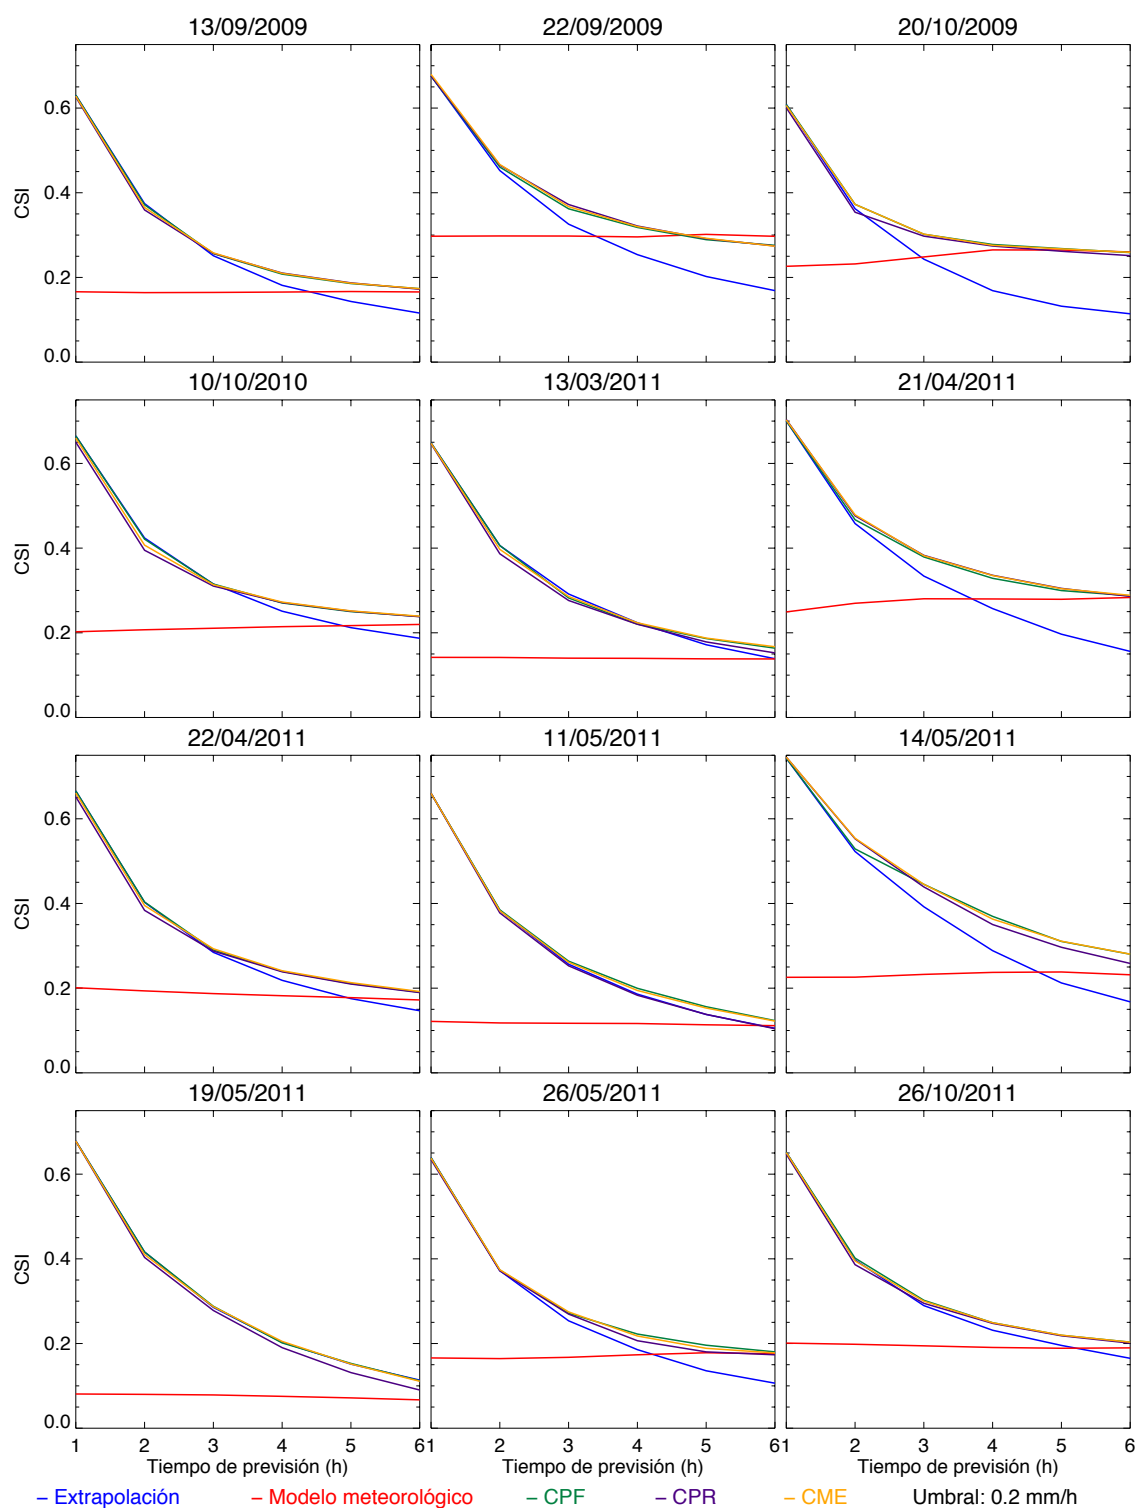 13/09/2009 22/09/2009 20/10/2009
0.6
0.4
CSI
0.2
0.0
10/10/2010 13/03/2011 21/04/2011
0.6
0.4
CSI
0.2
0.0
22/04/2011 11/05/2011 14/05/2011
0.6
0.4
CSI
0.2
0.0
19/05/2011 26/05/2011 26/10/2011
0.6
0.4
CSI
0.2
0.0
1 2 3 4 5 61 2 3 4 5 61 2 3 4 5 6
Tiempo de previsión (h) Tiempo de previsión (h) Tiempo de previsión (h)
– Extrapolación – Modelo meteorológico – CPF – CPR – CME Umbral: 0.2 mm/h